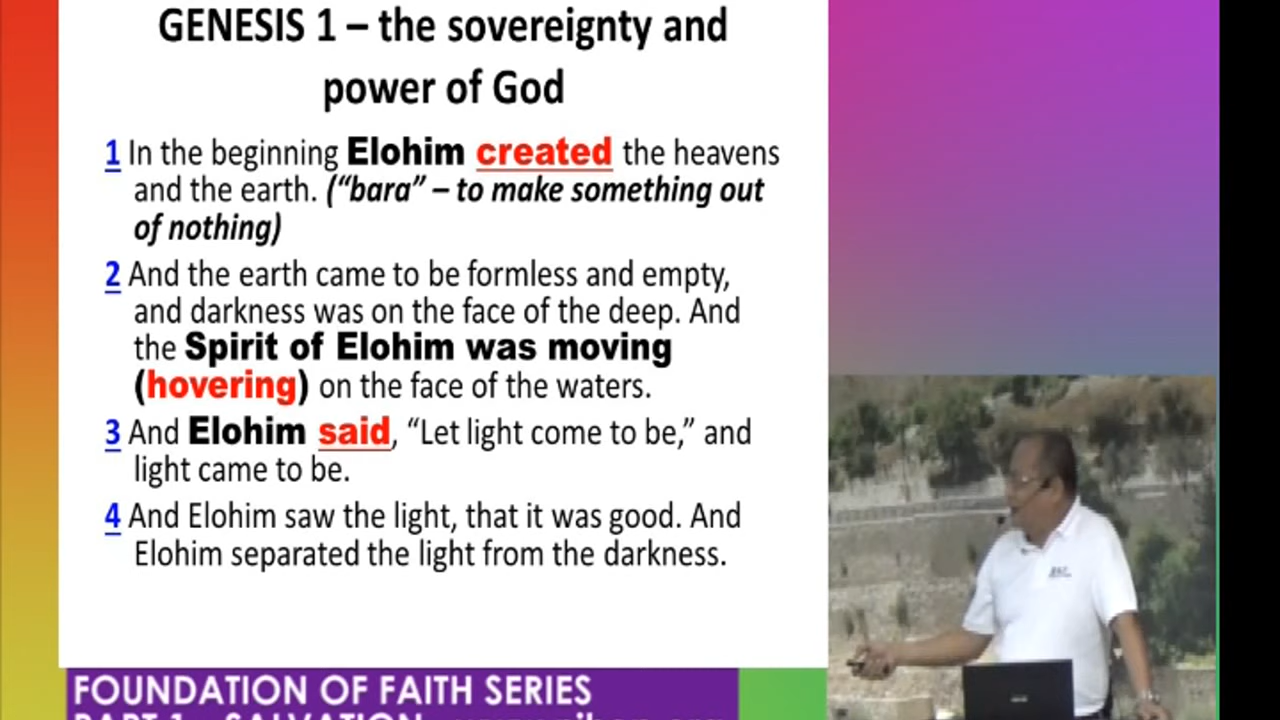 GENESIS 1 – the sovereignty and
power of God
1 In the beginning Elohim created the heavens
and the earth. (“bara” – to make something out
of nothing)
2 And the earth came to be formless and empty,
and darkness was on the face of the deep. And
the Spirit of Elohim was moving
(hovering) on the face of the waters.
3 And Elohim said, “Let light come to be,” and
light came to be.
4 And Elohim saw the light, that it was good. And
Elohim separated the light from the darkness.
FOUNDATION OF FAITH SERIES
PART 1 – SALVATION